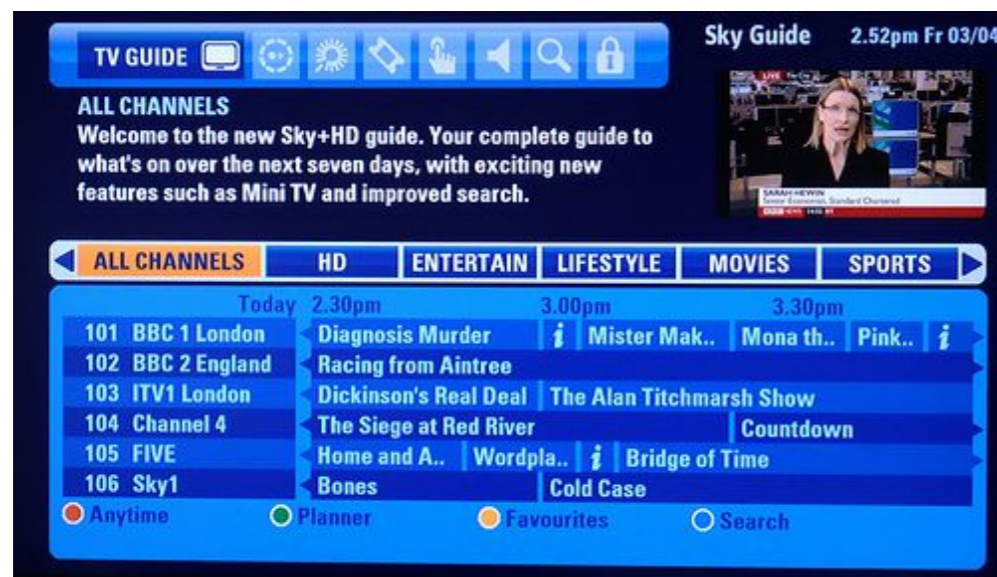 TV GUIDE
Sky Guide 2.52pm Fr 03/04
ALL CHANNELS
Welcome to the new Sky+HD guide. Your complete guide to
what's on over the next seven days, with exciting new
features such as Mini TV and improved search.
LIVE
SARAH HEWIN
Senior Economist, Standard Chartered
ALL CHANNELS HD ENTERTAIN LIFESTYLE MOVIES SPORTS
Today 2.30pm 3.00pm 3.30pm
101 BBC 1 London Diagnosis Murder i Mister Mak.. Mona th.. Pink.. i
102 BBC 2 England Racing from Aintree
103 ITV1 London Dickinson's Real Deal The Alan Titchmarsh Show
104 Channel 4 The Siege at Red River Countdown
105 FIVE Home and A.. Wordpla.. i Bridge of Time
106 Sky1 Bones Cold Case
Anytime Planner Favourites Search